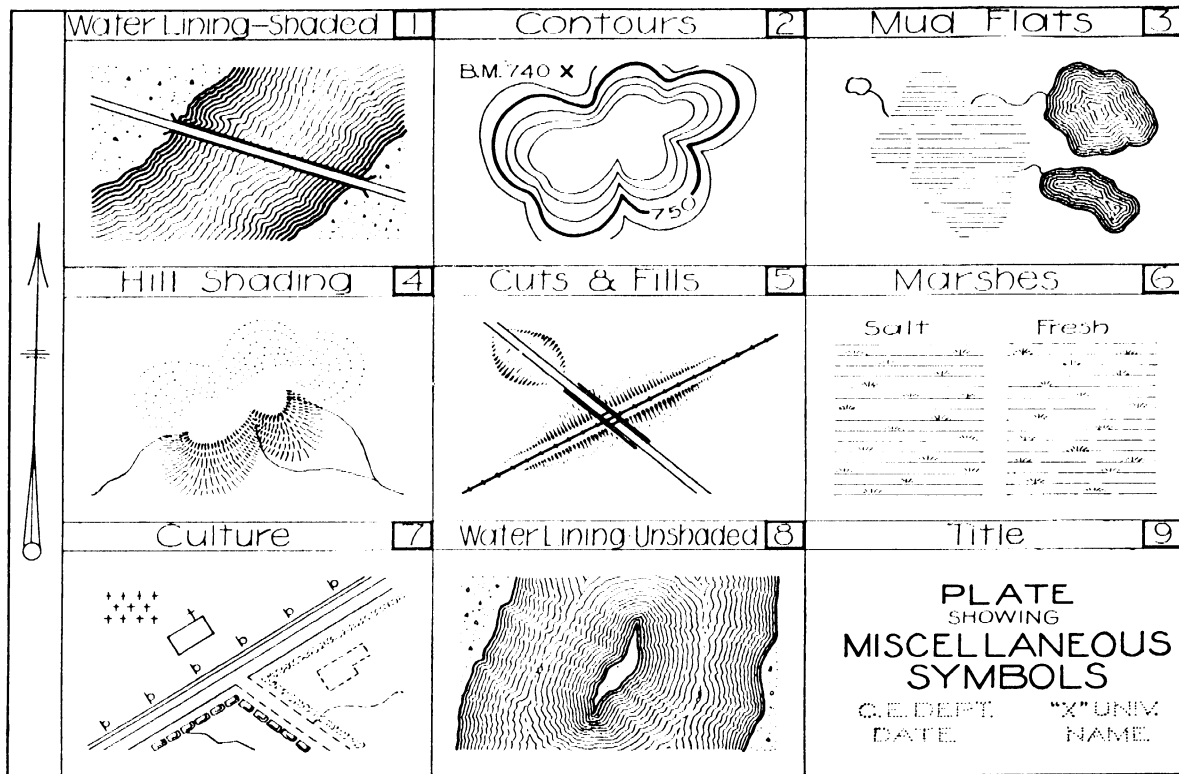 Water Lining-Shaded 1
Contours 2
Mud Flats 3
B.M. 740 X
750
Hill Shading 4
Cuts & Fills 5
Marshes 6
Salt Fresh
Culture 7
Water Lining-Unshaded 8
Title 9
b b b b b b
PLATE
SHOWING
MISCELLANEOUS
SYMBOLS
C.E. DEPT. "X" UNIV.
DATE NAME